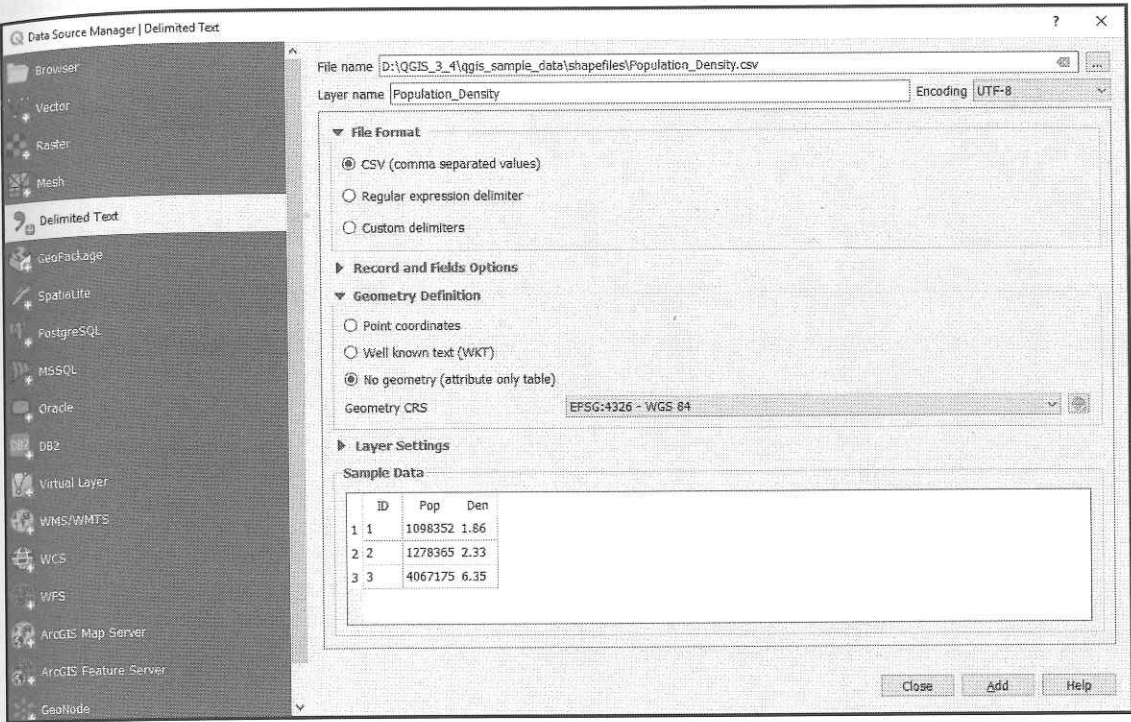 Data Source Manager | Delimited Text
? ×
Browser
Vector
Raster
Mesh
Delimited Text
GeoPackage
SpatiaLite
PostgreSQL
MSSQL
Oracle
DB2
Virtual Layer
WMS/WMTS
WCS
WFS
ArcGIS Map Server
ArcGIS Feature Server
GeoNode
File name D:\QGIS_3_4\qgis_sample_data\shapefiles\Population_Density.csv ...
Layer name Population_Density Encoding UTF-8
File Format
CSV (comma separated values)
Regular expression delimiter
Custom delimiters
Record and Fields Options
Geometry Definition
Point coordinates
Well known text (WKT)
No geometry (attribute only table)
Geometry CRS EPSG:4326 - WGS 84
Layer Settings
Sample Data
ID Pop Den
1 1 1098352 1.86
2 2 1278365 2.33
3 3 4067175 6.35
Close Add Help